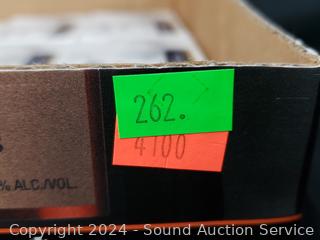 262.
4100
% ALC./VOL.
Copyright 2024 - Sound Auction Service